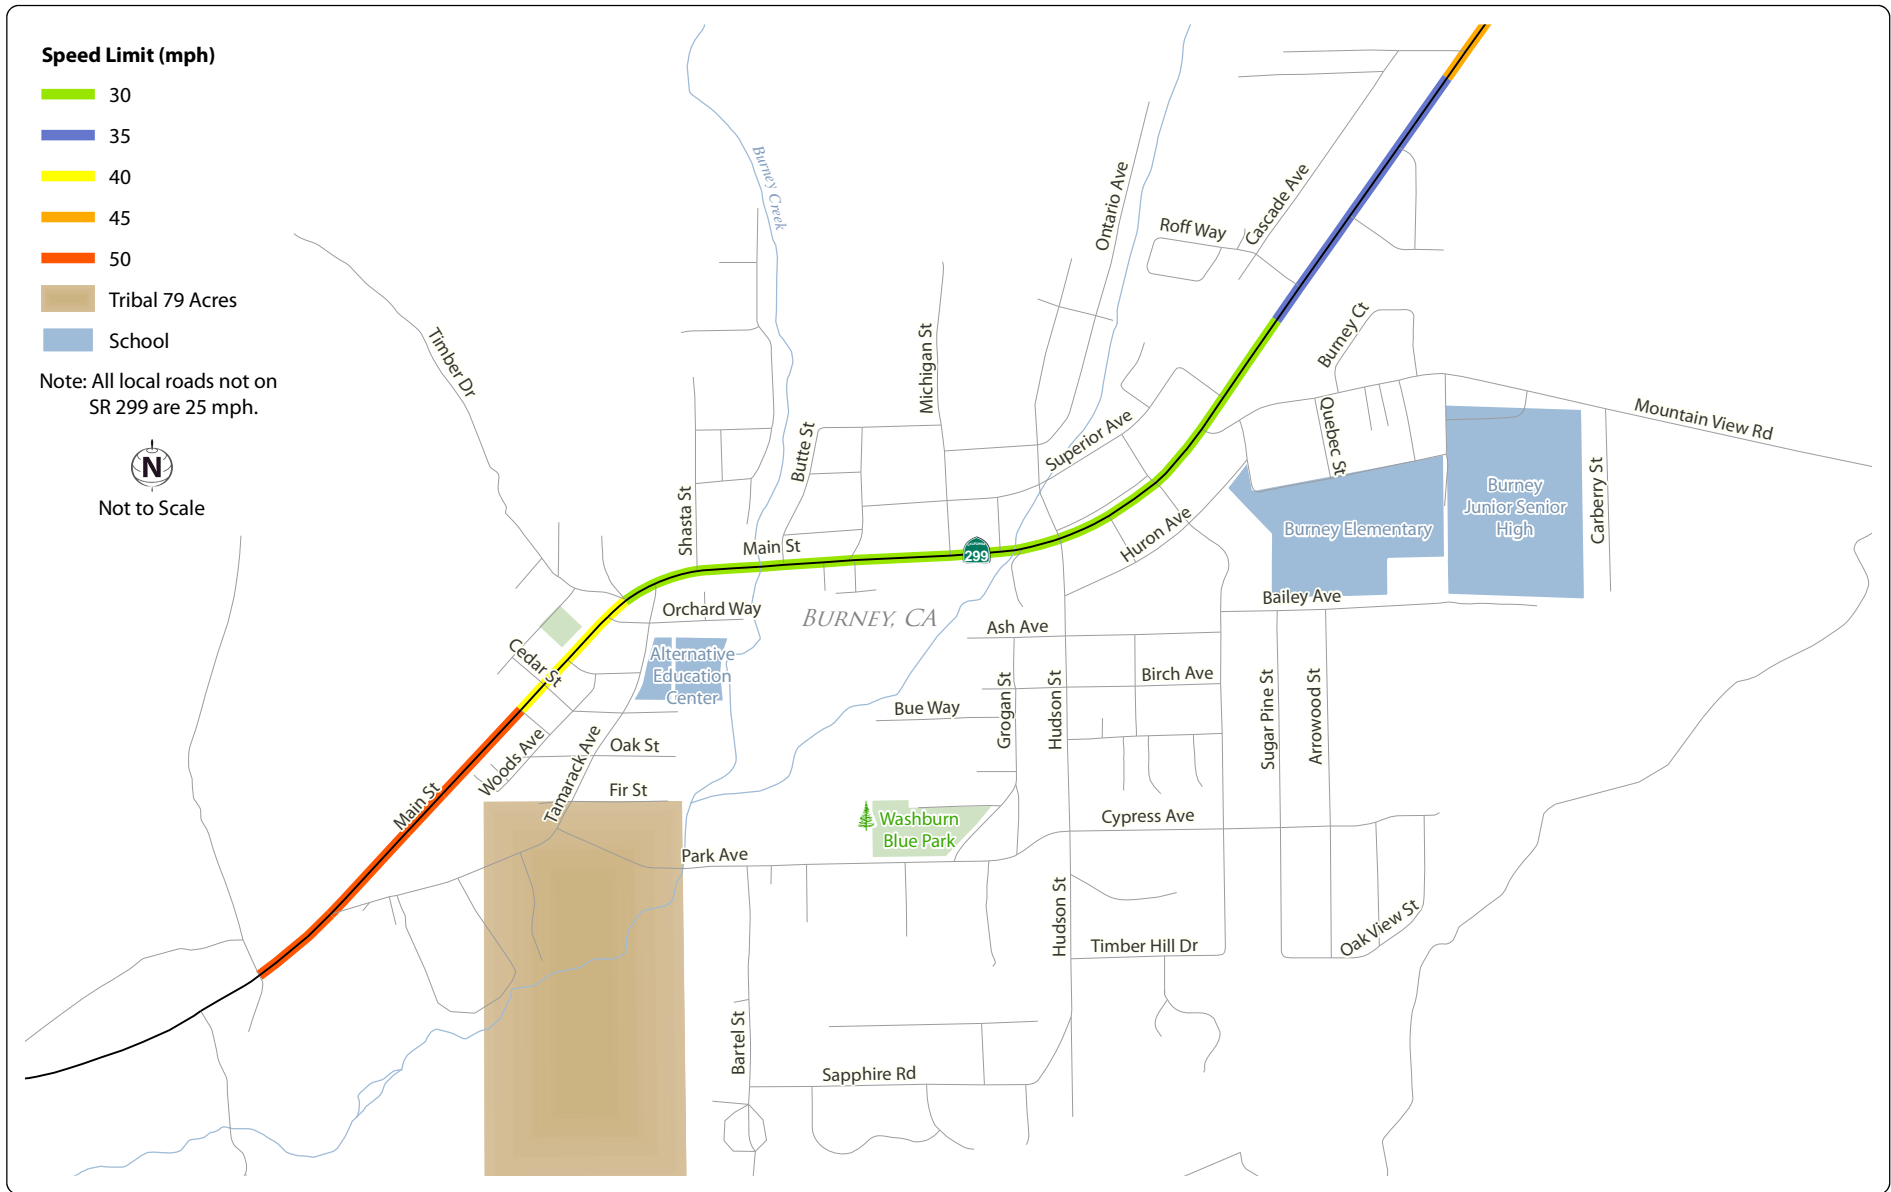 Speed Limit (mph)
30
35
40
45
50
Tribal 79 Acres
School
Note: All local roads not on
SR 299 are 25 mph.
N
Not to Scale
Burney Creek
Ontario Ave
Roff Way
Cascade Ave
Timber Dr
Michigan St
Burney Ct
Superior Ave
Quebec St
Mountain View Rd
Butte St
Shasta St
Main St
CALIFORNIA
299
Huron Ave
Burney Elementary
Burney
Junior Senior
High
Carberry St
Orchard Way
BURNEY, CA
Bailey Ave
Ash Ave
Cedar St
Alternative
Education
Center
Birch Ave
Bue Way
Grogan St
Hudson St
Sugar Pine St
Arrowood St
Woods Ave
Oak St
Tamarack Ave
Main St
Fir St
Washburn
Blue Park
Cypress Ave
Park Ave
Hudson St
Timber Hill Dr
Oak View St
Bartel St
Sapphire Rd